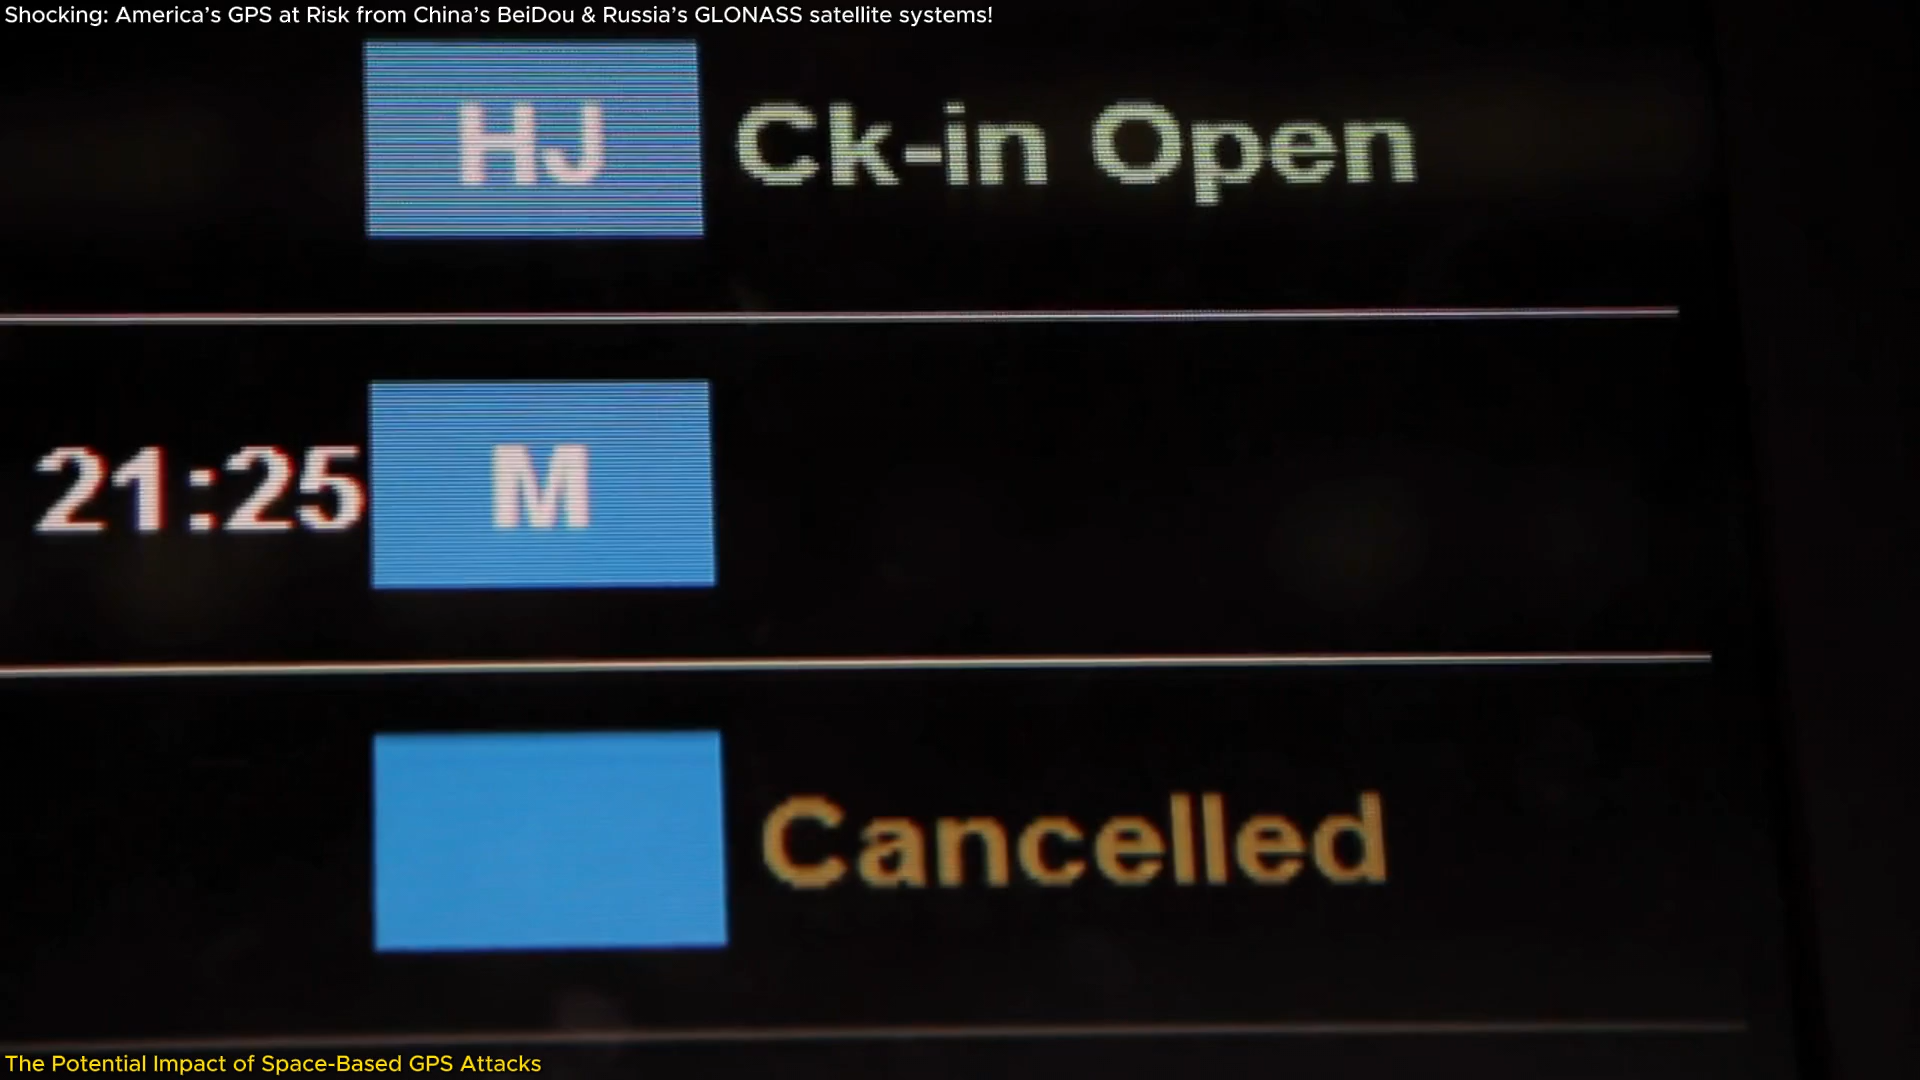 Shocking: America’s GPS at Risk from China’s BeiDou & Russia’s GLONASS satellite systems!
HJ Ck-in Open
21:25 M
Cancelled
The Potential Impact of Space-Based GPS Attacks